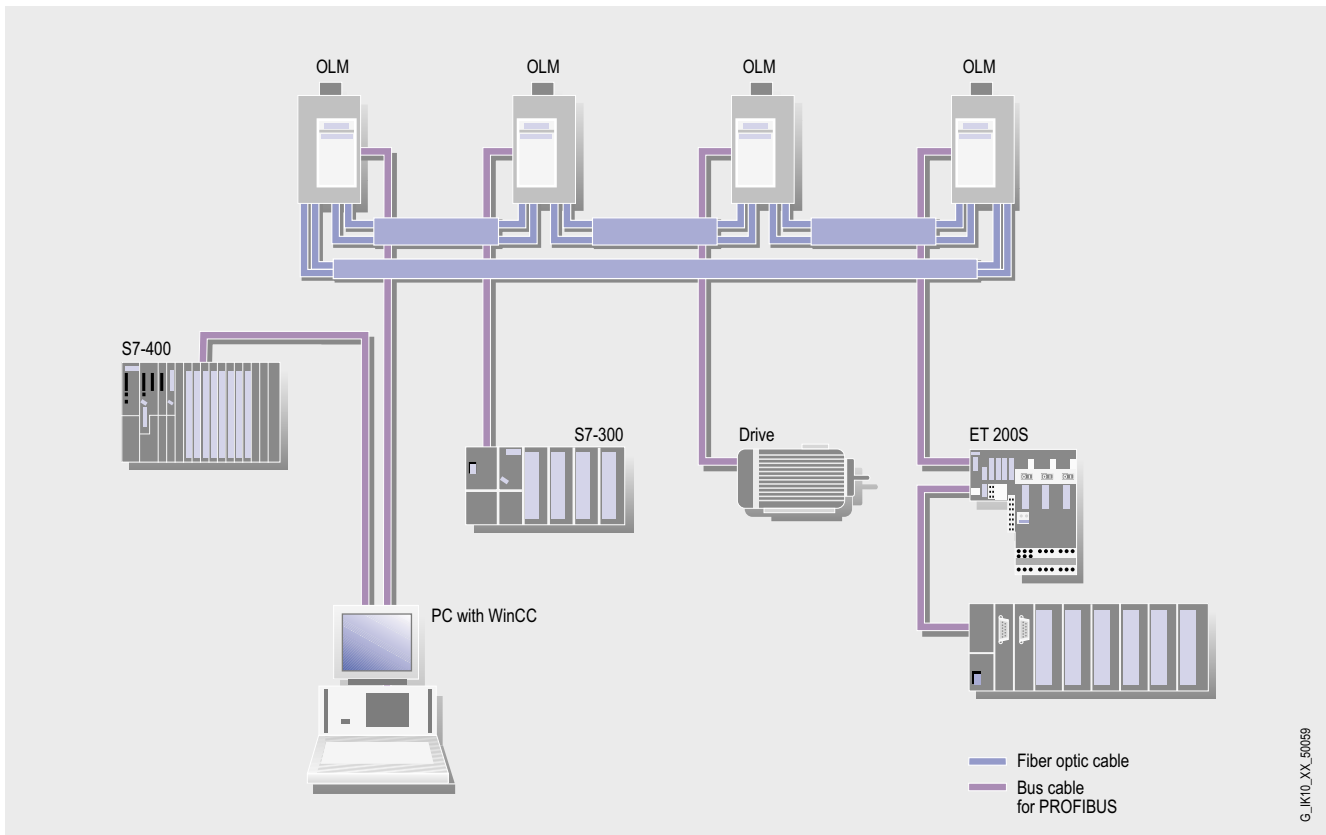 OLM
OLM
OLM
OLM
S7-400
S7-300
Drive
ET 200S
PC with WinCC
Fiber optic cable
Bus cable
for PROFIBUS
G_IK10_XX_50059